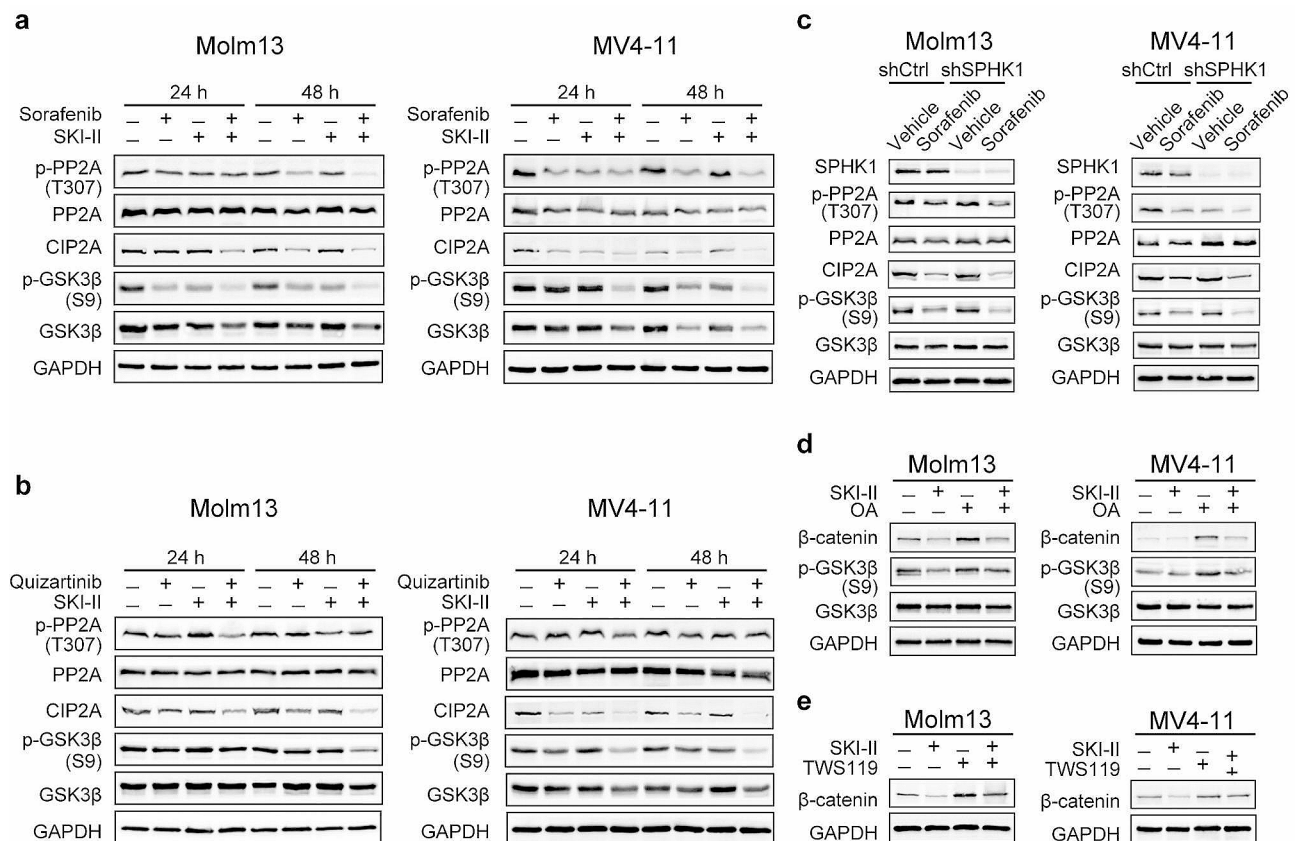 a
Molm13
24 h 48 h
Sorafenib – + – + – + – +
SKI-II – – + + – – + +
p-PP2A
(T307)
PP2A
CIP2A
p-GSK3β
(S9)
GSK3β
GAPDH
MV4-11
24 h 48 h
Sorafenib – + – + – + – +
SKI-II – – + + – – + +
p-PP2A
(T307)
PP2A
CIP2A
p-GSK3β
(S9)
GSK3β
GAPDH
b
Molm13
24 h 48 h
Quizartinib – + – + – + – +
SKI-II – – + + – – + +
p-PP2A
(T307)
PP2A
CIP2A
p-GSK3β
(S9)
GSK3β
GAPDH
MV4-11
24 h 48 h
Quizartinib – + – + – + – +
SKI-II – – + + – – + +
p-PP2A
(T307)
PP2A
CIP2A
p-GSK3β
(S9)
GSK3β
GAPDH
c
Molm13
shCtrl shSPHK1
Vehicle Sorafenib Vehicle Sorafenib
SPHK1
p-PP2A
(T307)
PP2A
CIP2A
p-GSK3β
(S9)
GSK3β
GAPDH
MV4-11
shCtrl shSPHK1
Vehicle Sorafenib Vehicle Sorafenib
SPHK1
p-PP2A
(T307)
PP2A
CIP2A
p-GSK3β
(S9)
GSK3β
GAPDH
d
Molm13
SKI-II – + – +
OA – – + +
β-catenin
p-GSK3β
(S9)
GSK3β
GAPDH
MV4-11
SKI-II – + – +
OA – – + +
β-catenin
p-GSK3β
(S9)
GSK3β
GAPDH
e
Molm13
SKI-II – + – +
TWS119 – – + +
β-catenin
GAPDH
MV4-11
SKI-II – + – +
TWS119 – – + +
β-catenin
GAPDH